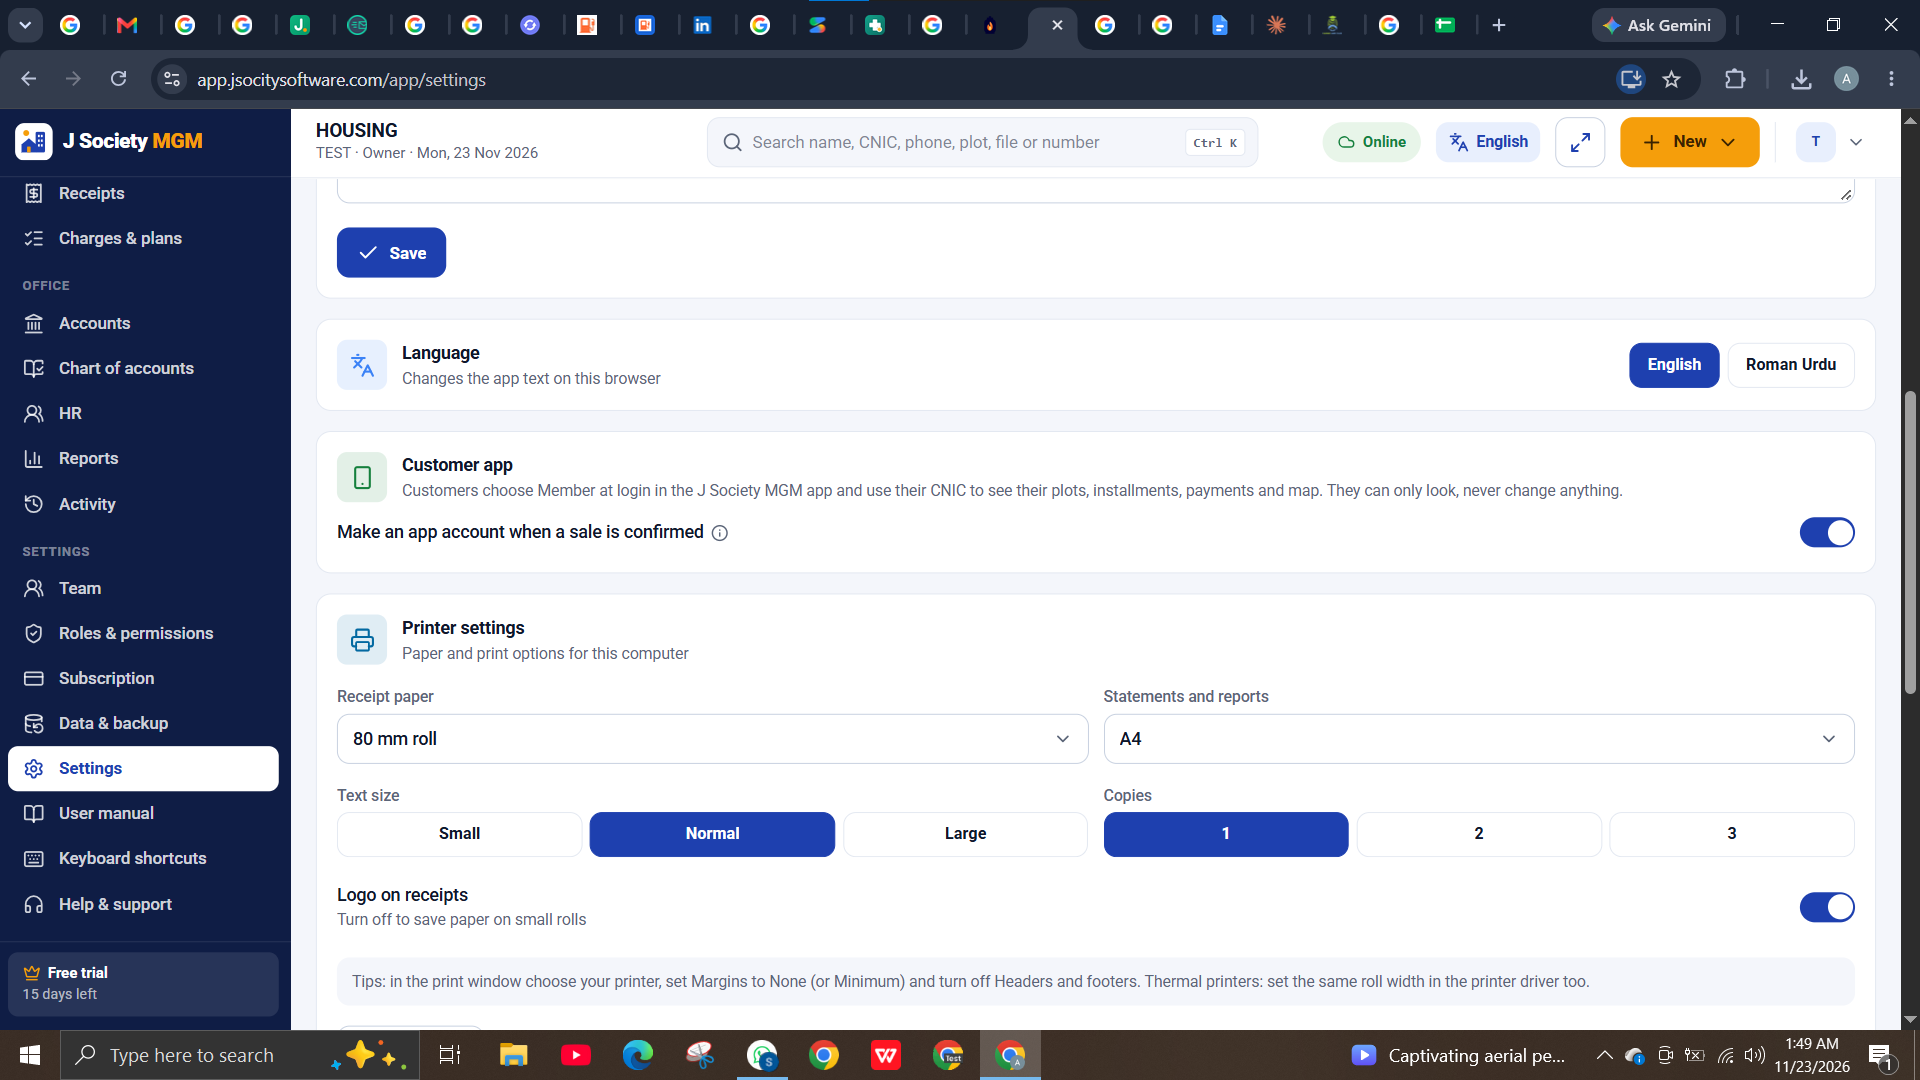 Ask Gemini
app.jsocitysoftware.com/app/settings
A
J Society MGM
HOUSING
TEST · Owner · Mon, 23 Nov 2026
Search name, CNIC, phone, plot, file or number
Ctrl K
Online
English
New
T
Receipts
Charges & plans
OFFICE
Accounts
Chart of accounts
HR
Reports
Activity
SETTINGS
Team
Roles & permissions
Subscription
Data & backup
Settings
User manual
Keyboard shortcuts
Help & support
Free trial
15 days left
Save
Language
Changes the app text on this browser
English
Roman Urdu
Customer app
Customers choose Member at login in the J Society MGM app and use their CNIC to see their plots, installments, payments and map. They can only look, never change anything.
Make an app account when a sale is confirmed
Printer settings
Paper and print options for this computer
Receipt paper
Statements and reports
80 mm roll
A4
Text size
Copies
Small
Normal
Large
1
2
3
Logo on receipts
Turn off to save paper on small rolls
Tips: in the print window choose your printer, set Margins to None (or Minimum) and turn off Headers and footers. Thermal printers: set the same roll width in the printer driver too.
Type here to search
Captivating aerial pe...
1:49 AM
11/23/2026
1